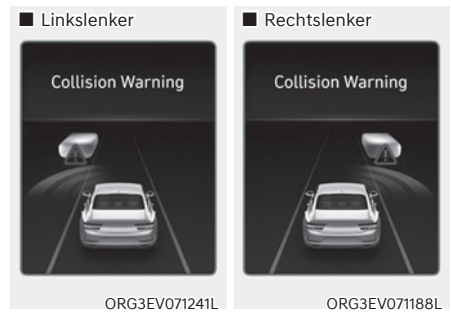 ■ Linkslenker
Collision Warning
ORG3EV071241L
■ Rechtslenker
Collision Warning
ORG3EV071188L